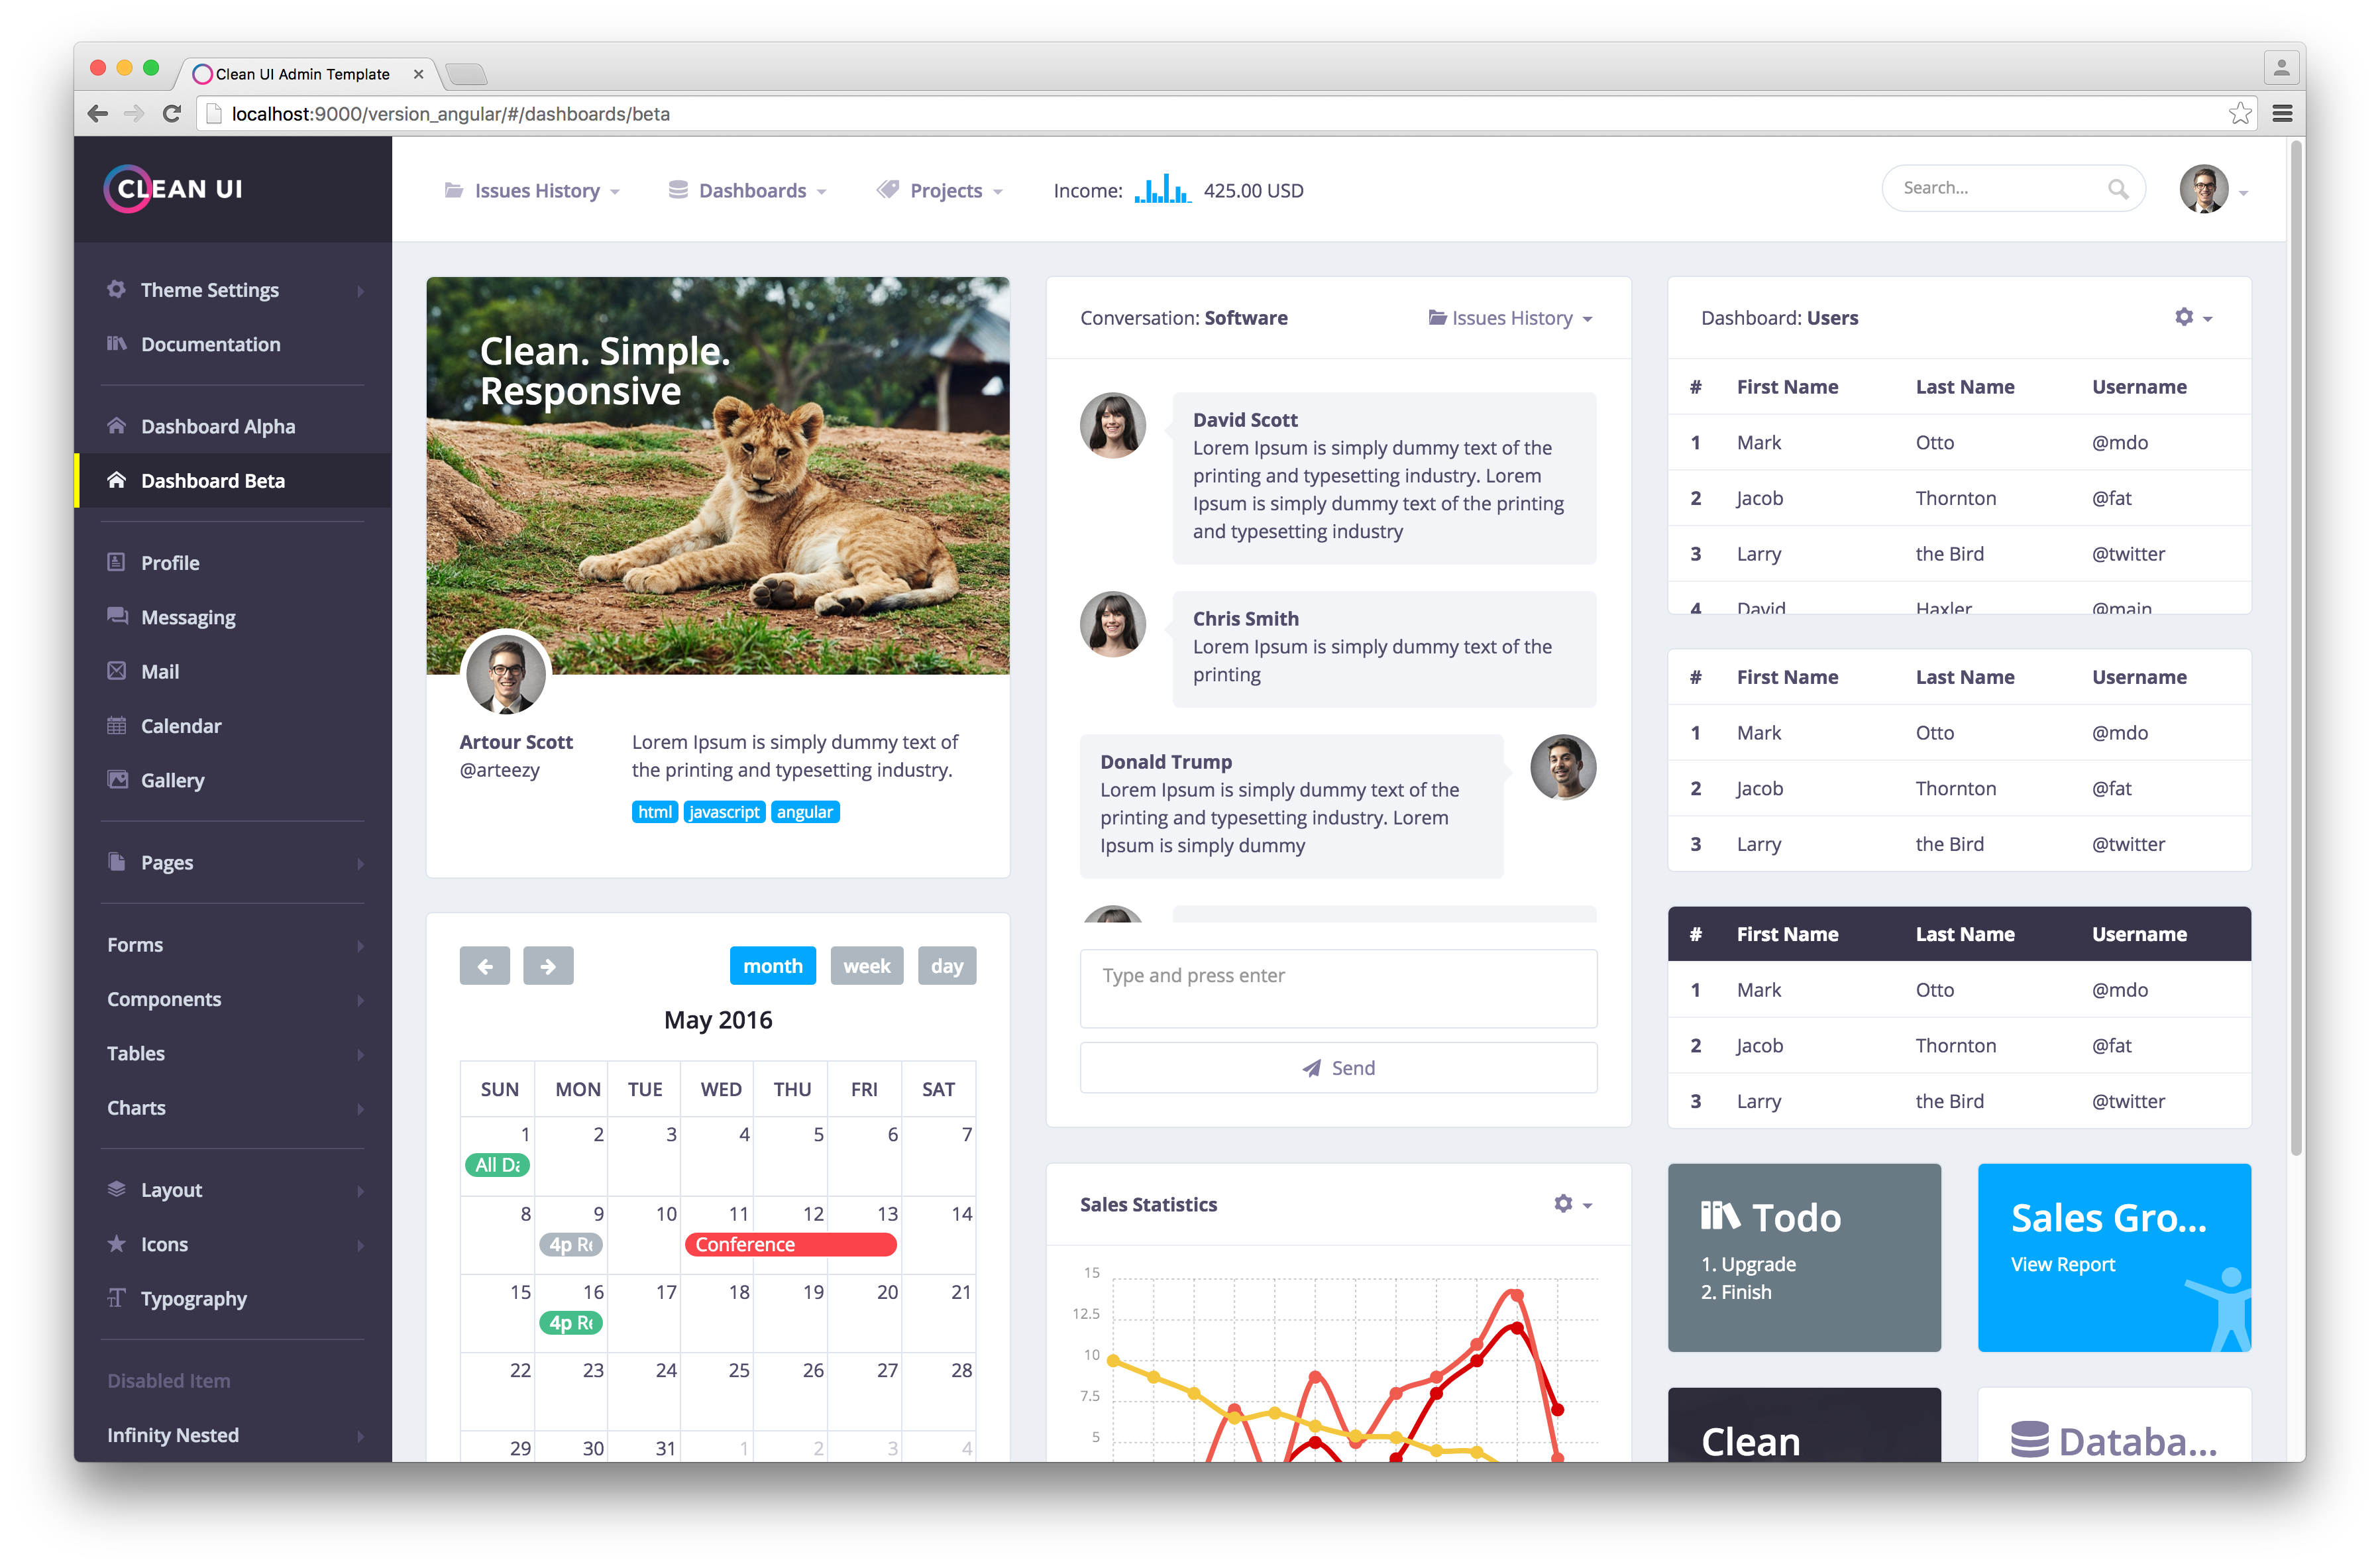 Clean UI Admin Template
localhost:9000/version_angular/#/dashboards/beta
CLEAN UI
Issues History
Dashboards
Projects
Income:
425.00 USD
Search...
Theme Settings
Documentation
Dashboard Alpha
Dashboard Beta
Profile
Messaging
Mail
Calendar
Gallery
Pages
Forms
Components
Tables
Charts
Layout
Icons
Typography
Disabled Item
Infinity Nested
Clean. Simple.
Responsive
Artour Scott
@arteezy
Lorem Ipsum is simply dummy text of
the printing and typesetting industry.
html javascript angular
month week day
May 2016
SUN MON TUE WED THU FRI SAT
1 2 3 4 5 6 7
All Da
8 9 10 11 12 13 14
4p Re
Conference
15 16 17 18 19 20 21
4p Re
22 23 24 25 26 27 28
29 30 31 1 2 3 4
Conversation: Software
Issues History
David Scott
Lorem Ipsum is simply dummy text of the
printing and typesetting industry. Lorem
Ipsum is simply dummy text of the printing
and typesetting industry
Chris Smith
Lorem Ipsum is simply dummy text of the
printing
Donald Trump
Lorem Ipsum is simply dummy text of the
printing and typesetting industry. Lorem
Ipsum is simply dummy
Type and press enter
Send
Sales Statistics
15
12.5
10
7.5
5
Dashboard: Users
# First Name Last Name Username
1 Mark Otto @mdo
2 Jacob Thornton @fat
3 Larry the Bird @twitter
4 David Haxler @main
# First Name Last Name Username
1 Mark Otto @mdo
2 Jacob Thornton @fat
3 Larry the Bird @twitter
# First Name Last Name Username
1 Mark Otto @mdo
2 Jacob Thornton @fat
3 Larry the Bird @twitter
Todo
1. Upgrade
2. Finish
Sales Gro...
View Report
Clean
Databa...